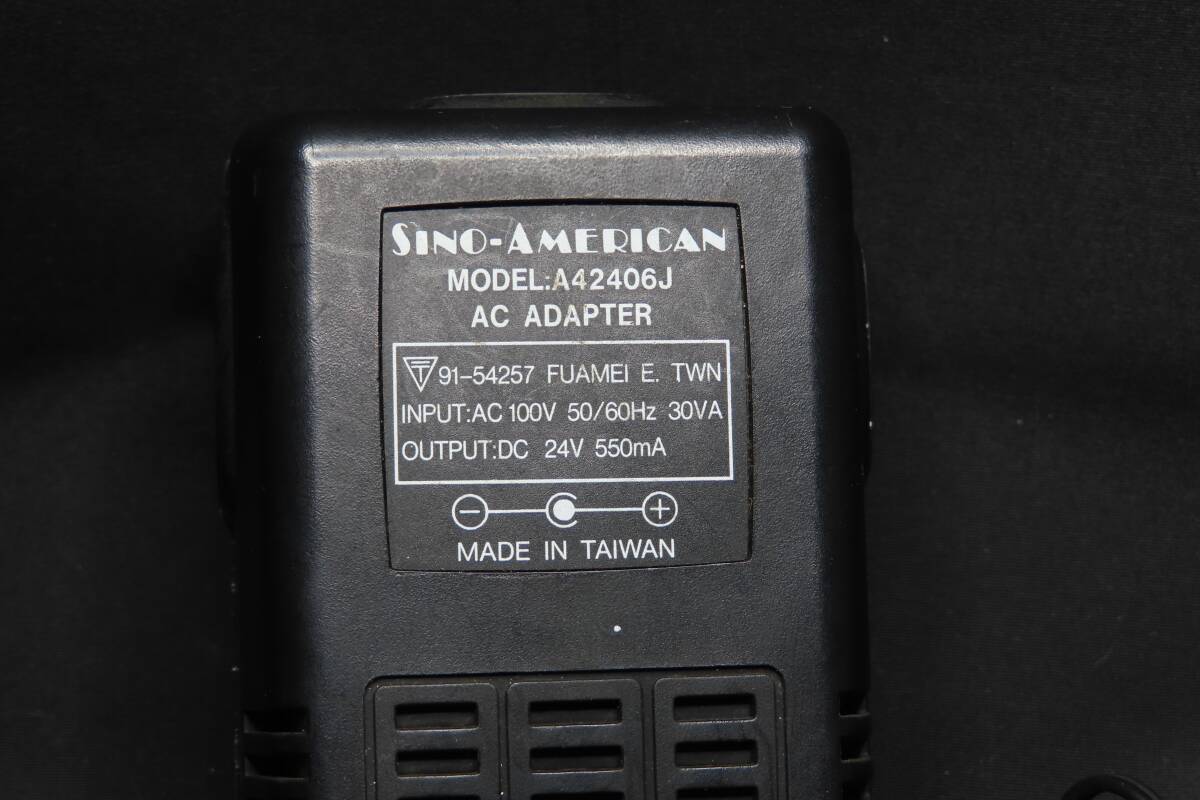 SINO-AMERICAN
MODEL:A42406J
AC ADAPTER
T 91-54257 FUAMEI E. TWN
INPUT:AC 100V 50/60Hz 30VA
OUTPUT:DC 24V 550mA
− +
MADE IN TAIWAN